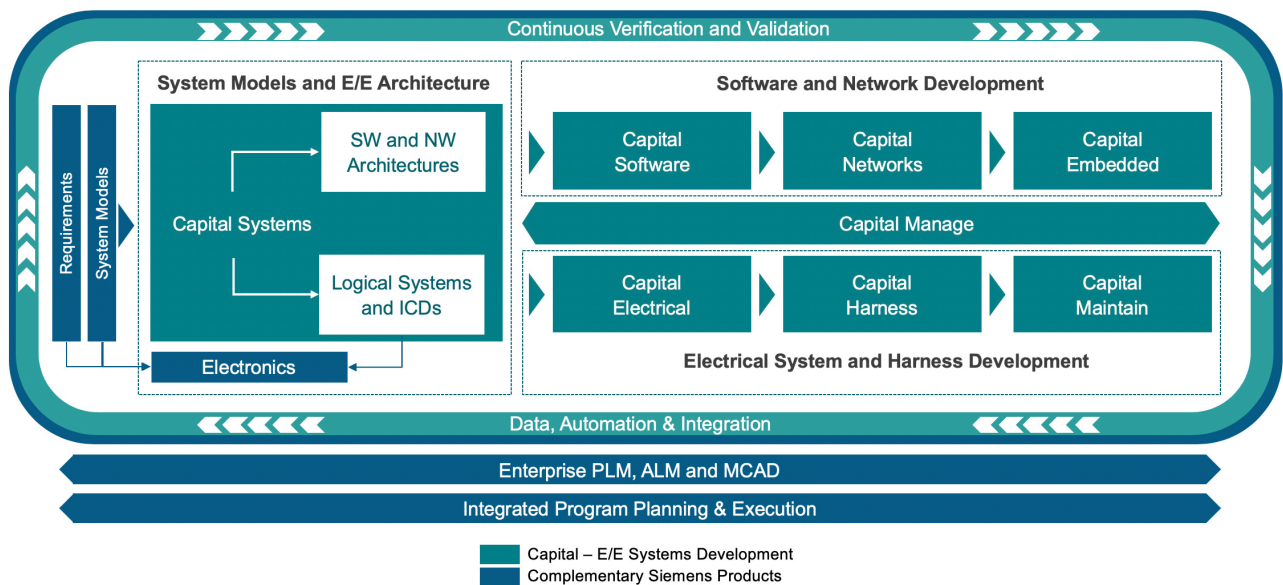 Continuous Verification and Validation
System Models and E/E Architecture
Software and Network Development
Requirements
System Models
SW and NW
Architectures
Capital Systems
Logical Systems
and ICDs
Electronics
Capital
Software
Capital
Networks
Capital
Embedded
Capital Manage
Capital
Electrical
Capital
Harness
Capital
Maintain
Electrical System and Harness Development
Data, Automation & Integration
Enterprise PLM, ALM and MCAD
Integrated Program Planning & Execution
Capital – E/E Systems Development
Complementary Siemens Products